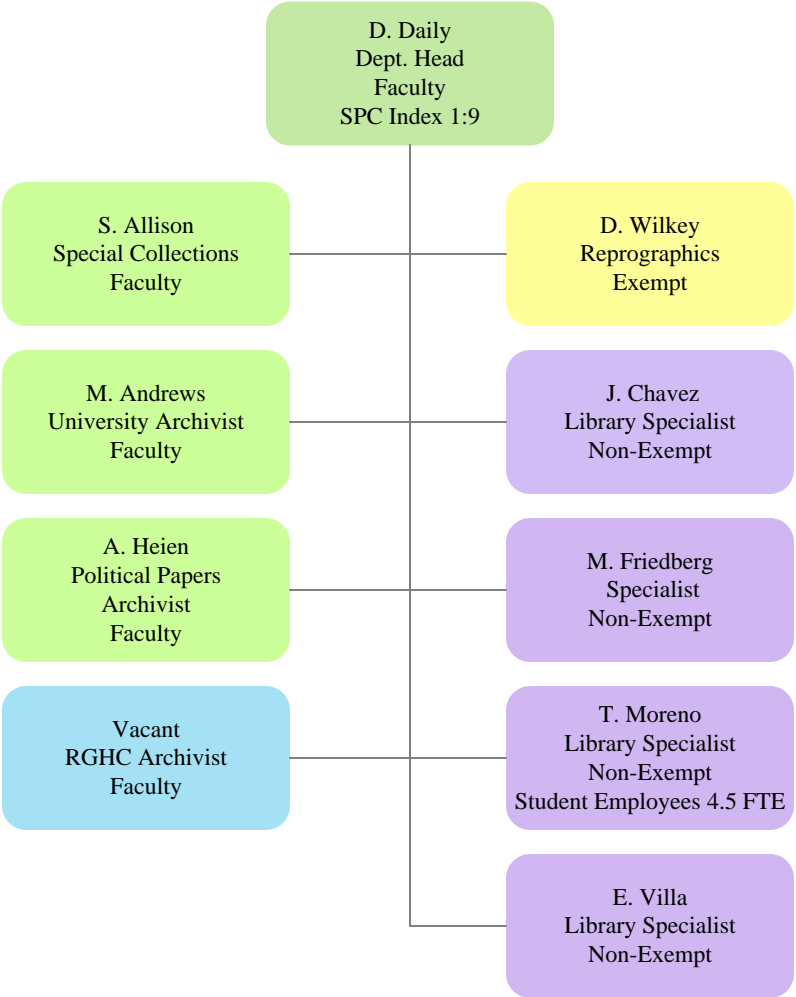 D. Daily
Dept. Head
Faculty
SPC Index 1:9
S. Allison
Special Collections
Faculty
D. Wilkey
Reprographics
Exempt
M. Andrews
University Archivist
Faculty
J. Chavez
Library Specialist
Non-Exempt
A. Heien
Political Papers
Archivist
Faculty
M. Friedberg
Specialist
Non-Exempt
Vacant
RGHC Archivist
Faculty
T. Moreno
Library Specialist
Non-Exempt
Student Employees 4.5 FTE
E. Villa
Library Specialist
Non-Exempt